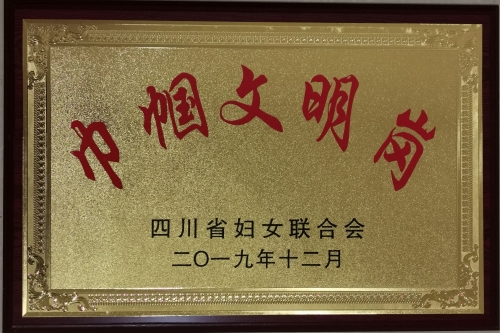 巾帼文明岗
四川省妇女联合会
二〇一九年十二月